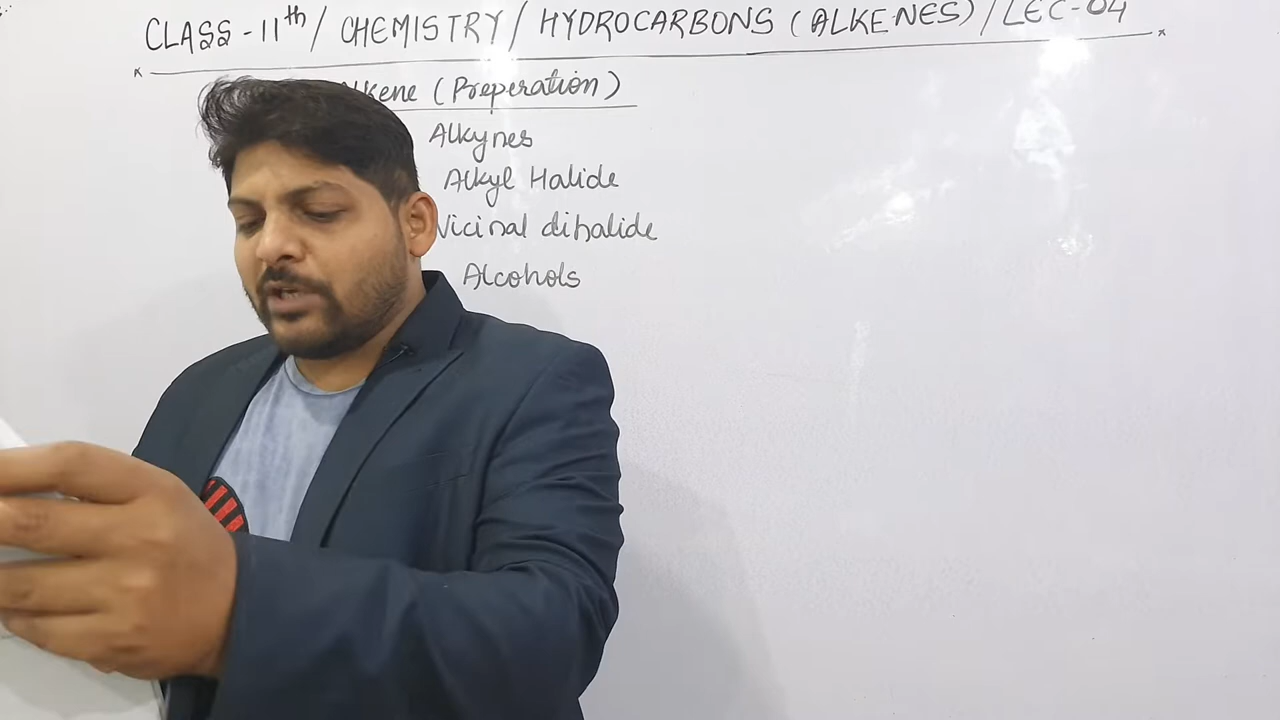 CLASS-11th/ CHEMISTRY/ HYDROCARBONS (ALKENES)/LEC-04
Alkene (Preperation)
Alkynes
Alkyl Halide
Vicinal dihalide
Alcohols